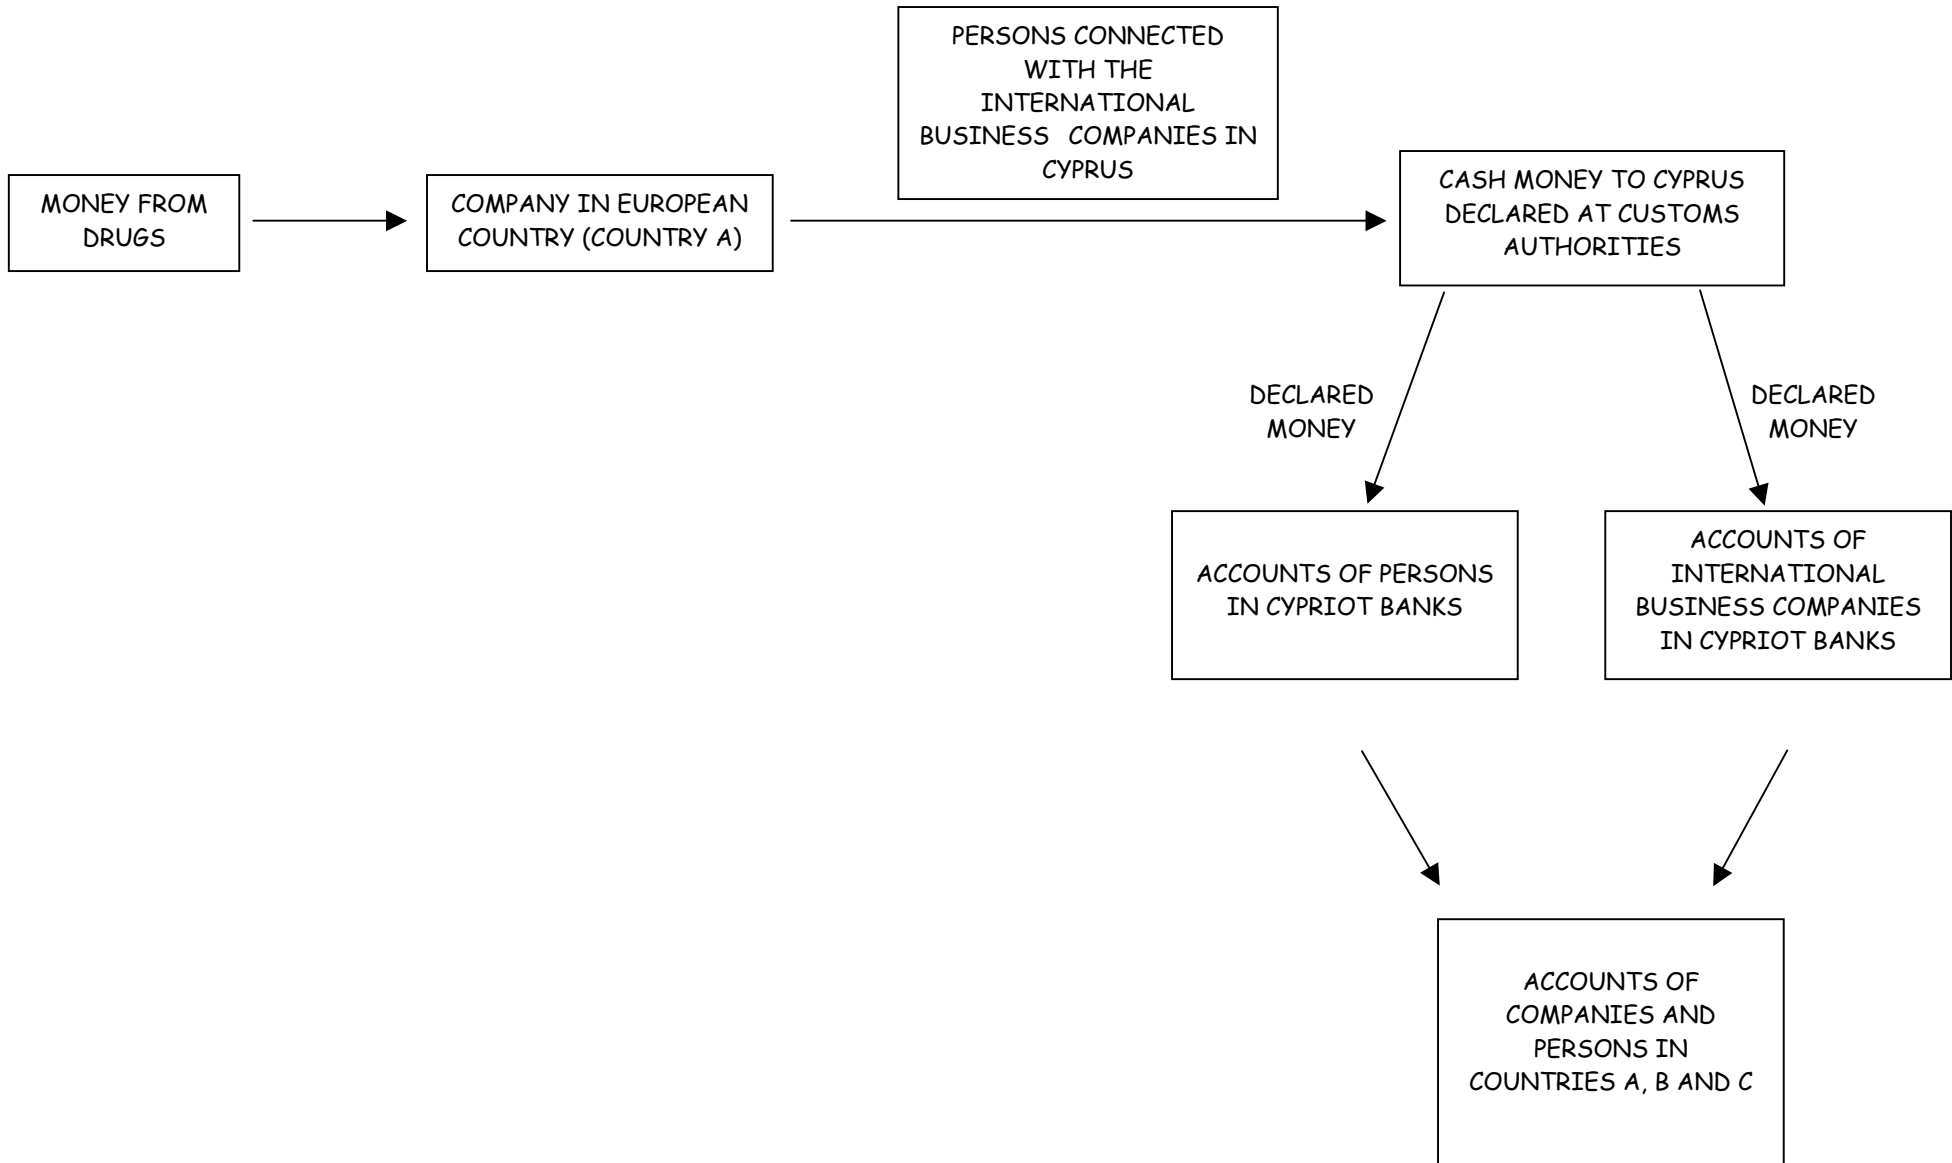 PERSONS CONNECTED
WITH THE
INTERNATIONAL
BUSINESS COMPANIES IN
CYPRUS
MONEY FROM
DRUGS
COMPANY IN EUROPEAN
COUNTRY (COUNTRY A)
CASH MONEY TO CYPRUS
DECLARED AT CUSTOMS
AUTHORITIES
DECLARED
MONEY
DECLARED
MONEY
ACCOUNTS OF PERSONS
IN CYPRIOT BANKS
ACCOUNTS OF
INTERNATIONAL
BUSINESS COMPANIES
IN CYPRIOT BANKS
ACCOUNTS OF
COMPANIES AND
PERSONS IN
COUNTRIES A, B AND C